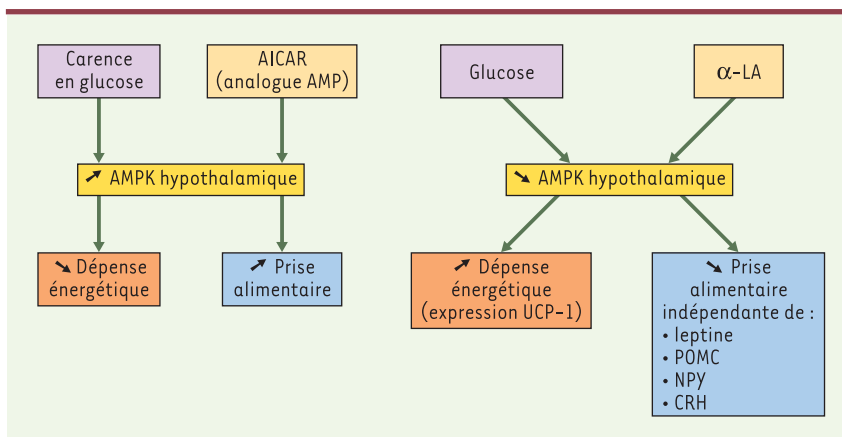 Carence
en glucose
AICAR
(analogue AMP)
➚ AMPK hypothalamique
➘ Dépense
énergétique
➚ Prise
alimentaire
Glucose
α-LA
➘ AMPK hypothalamique
➚ Dépense
énergétique
(expression UCP-1)
➘ Prise
alimentaire
indépendante de :
• leptine
• POMC
• NPY
• CRH